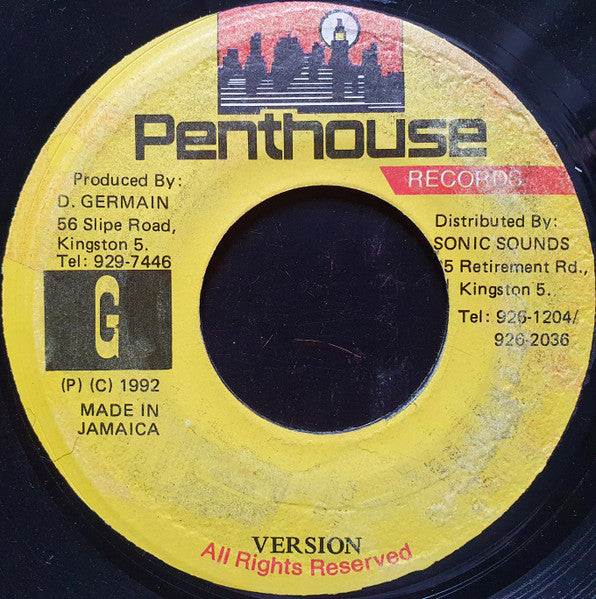 Penthouse
RECORDS
Produced By:
D. GERMAIN
56 Slipe Road,
Kingston 5.
Tel: 929-7446
G
(P) (C) 1992
MADE IN
JAMAICA
Distributed By:
SONIC SOUNDS
5 Retirement Rd.,
Kingston 5.
Tel: 926-1204/
926-2036
VERSION
All Rights Reserved